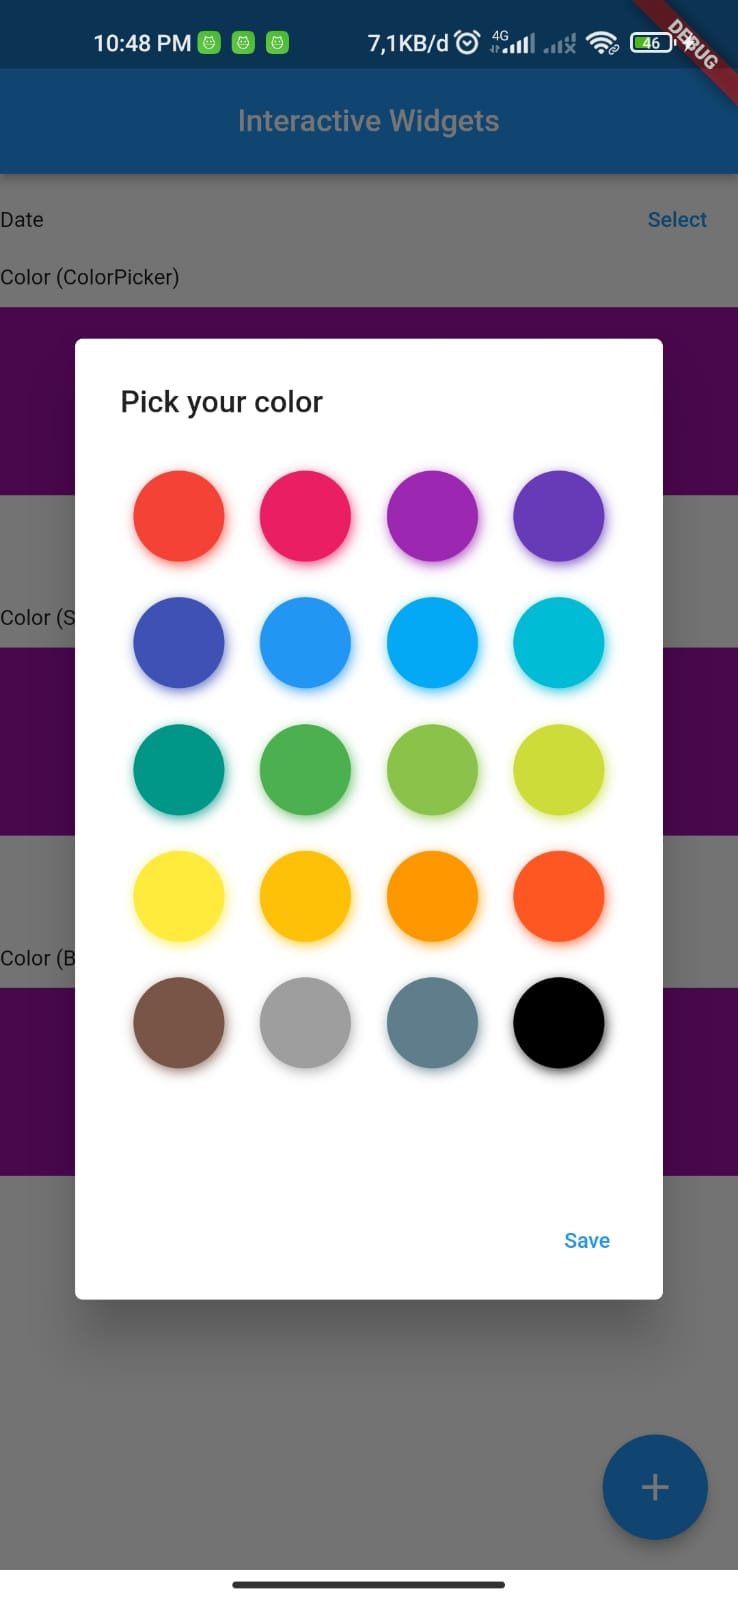 10:48 PM 7,1KB/d 4G 46
DEBUG
Interactive Widgets
Date Select
Color (ColorPicker)
Pick your color
Color (S
Color (B
Save